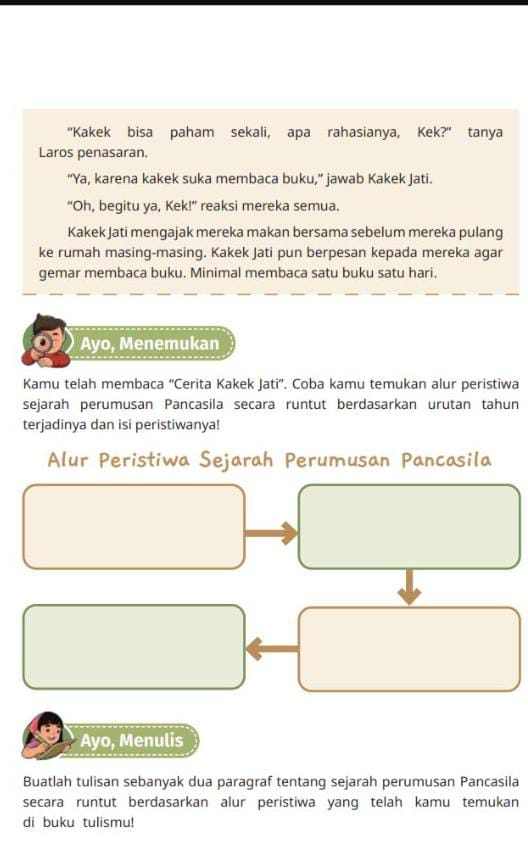 “Kakek bisa paham sekali, apa rahasianya, Kek?” tanya
Laros penasaran.
“Ya, karena kakek suka membaca buku,” jawab Kakek Jati.
“Oh, begitu ya, Kek!” reaksi mereka semua.
Kakek Jati mengajak mereka makan bersama sebelum mereka pulang
ke rumah masing-masing. Kakek Jati pun berpesan kepada mereka agar
gemar membaca buku. Minimal membaca satu buku satu hari.
Ayo, Menemukan
Kamu telah membaca “Cerita Kakek Jati”. Coba kamu temukan alur peristiwa
sejarah perumusan Pancasila secara runtut berdasarkan urutan tahun
terjadinya dan isi peristiwanya!
Alur Peristiwa Sejarah Perumusan Pancasila
Ayo, Menulis
Buatlah tulisan sebanyak dua paragraf tentang sejarah perumusan Pancasila
secara runtut berdasarkan alur peristiwa yang telah kamu temukan
di buku tulismu!